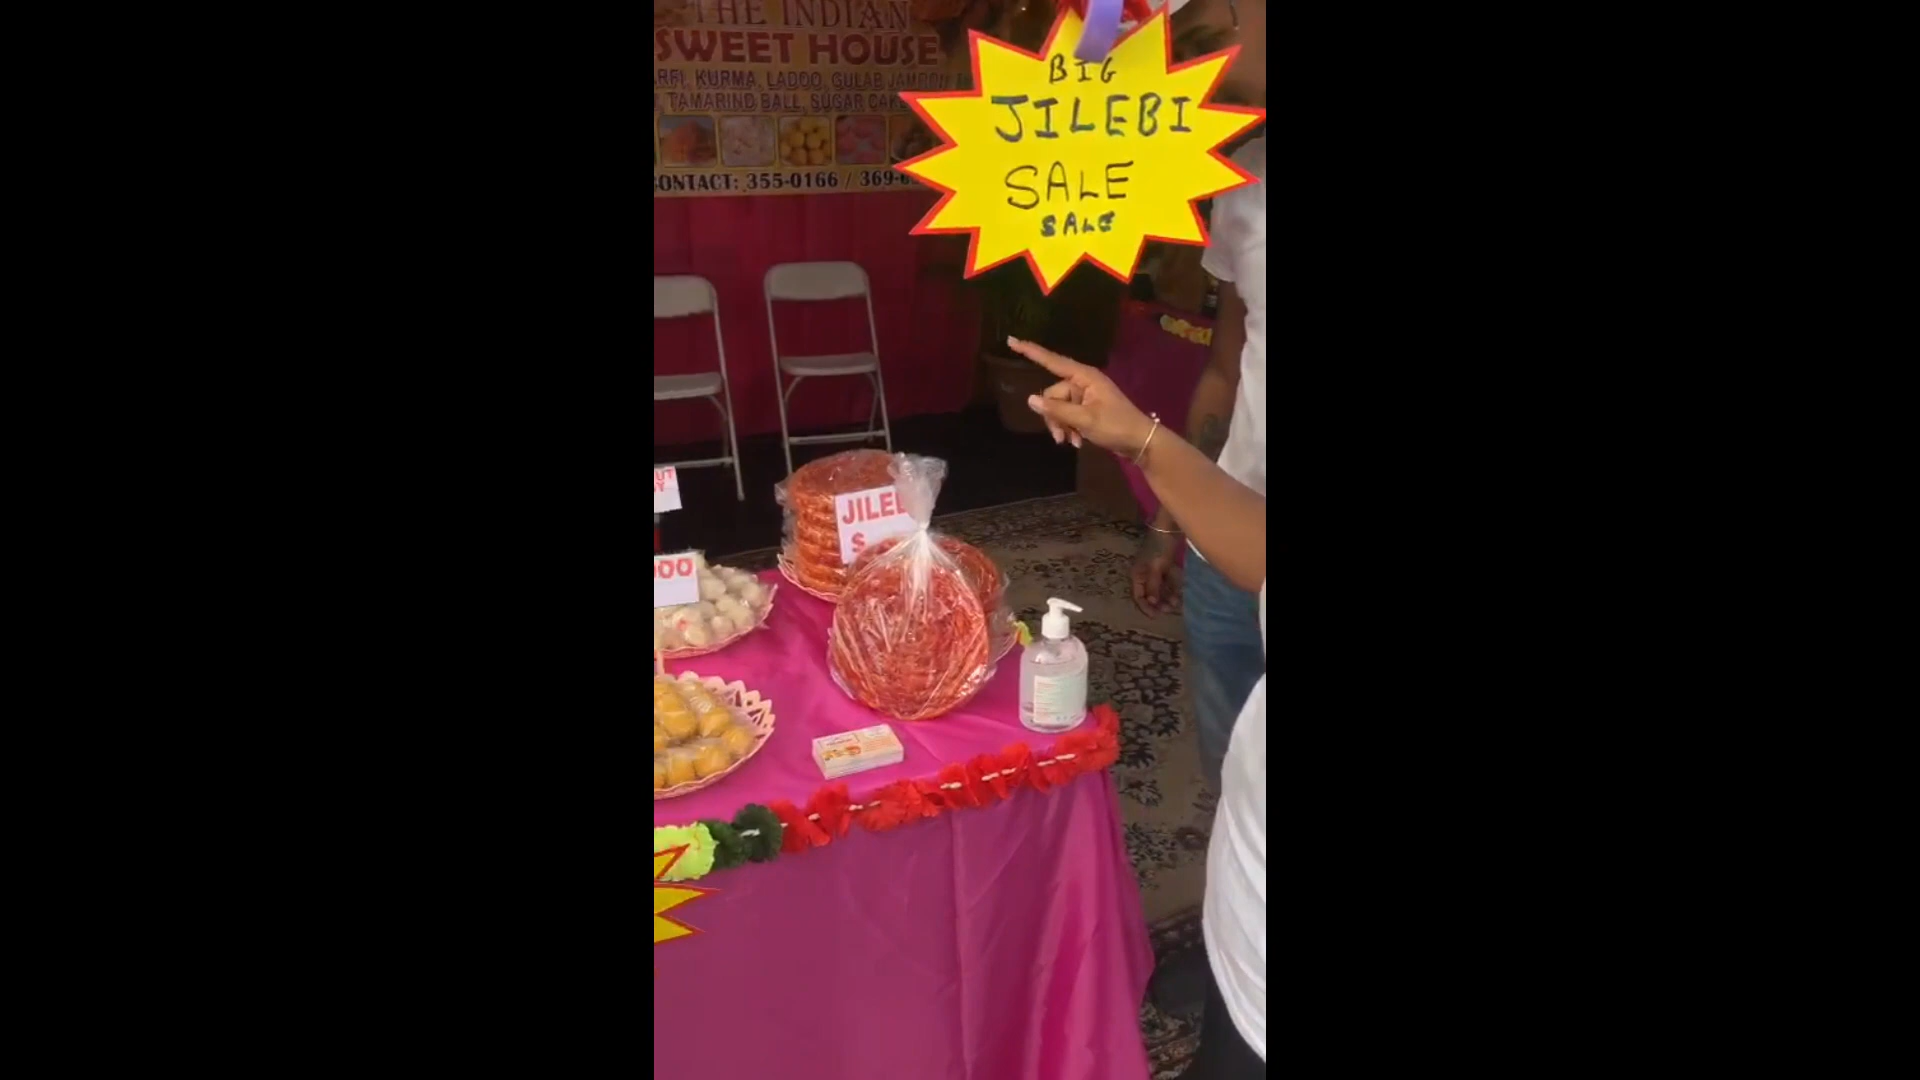 THE INDIAN
SWEET HOUSE
KURMA, LADOO, GULAB JAMOON
TAMARIND BALL, SUGAR CAKE
CONTACT: 355-0166 / 369-
BIG
JILEBI
SALE
SALE
JILE
$